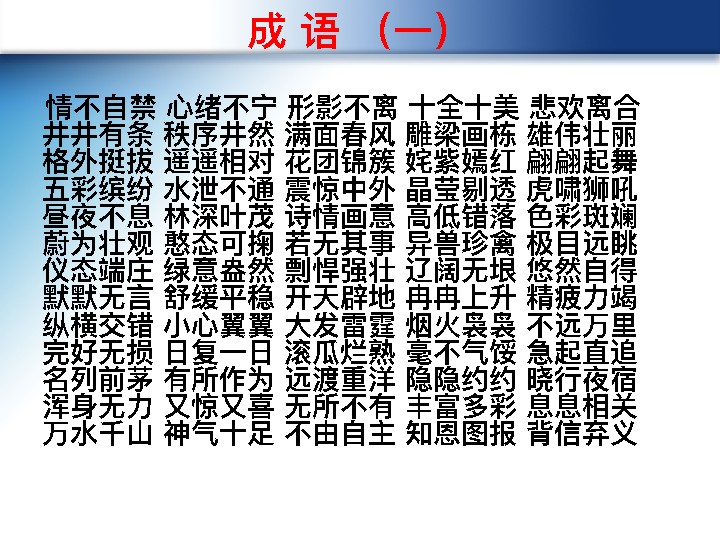 成 语 （一）
情不自禁 心绪不宁 形影不离 十全十美 悲欢离合
井井有条 秩序井然 满面春风 雕梁画栋 雄伟壮丽
格外挺拔 遥遥相对 花团锦簇 姹紫嫣红 翩翩起舞
五彩缤纷 水泄不通 震惊中外 晶莹剔透 虎啸狮吼
昼夜不息 林深叶茂 诗情画意 高低错落 色彩斑斓
蔚为壮观 憨态可掬 若无其事 异兽珍禽 极目远眺
仪态端庄 绿意盎然 剽悍强壮 辽阔无垠 悠然自得
默默无言 舒缓平稳 开天辟地 冉冉上升 精疲力竭
纵横交错 小心翼翼 大发雷霆 烟火袅袅 不远万里
完好无损 日复一日 滚瓜烂熟 毫不气馁 急起直追
名列前茅 有所作为 远渡重洋 隐隐约约 晓行夜宿
浑身无力 又惊又喜 无所不有 丰富多彩 息息相关
万水千山 神气十足 不由自主 知恩图报 背信弃义